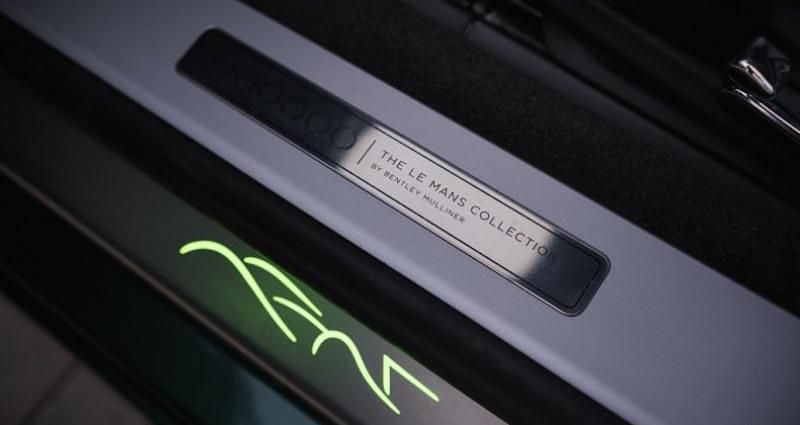 THE LE MANS COLLECTION
BY BENTLEY MULLINER